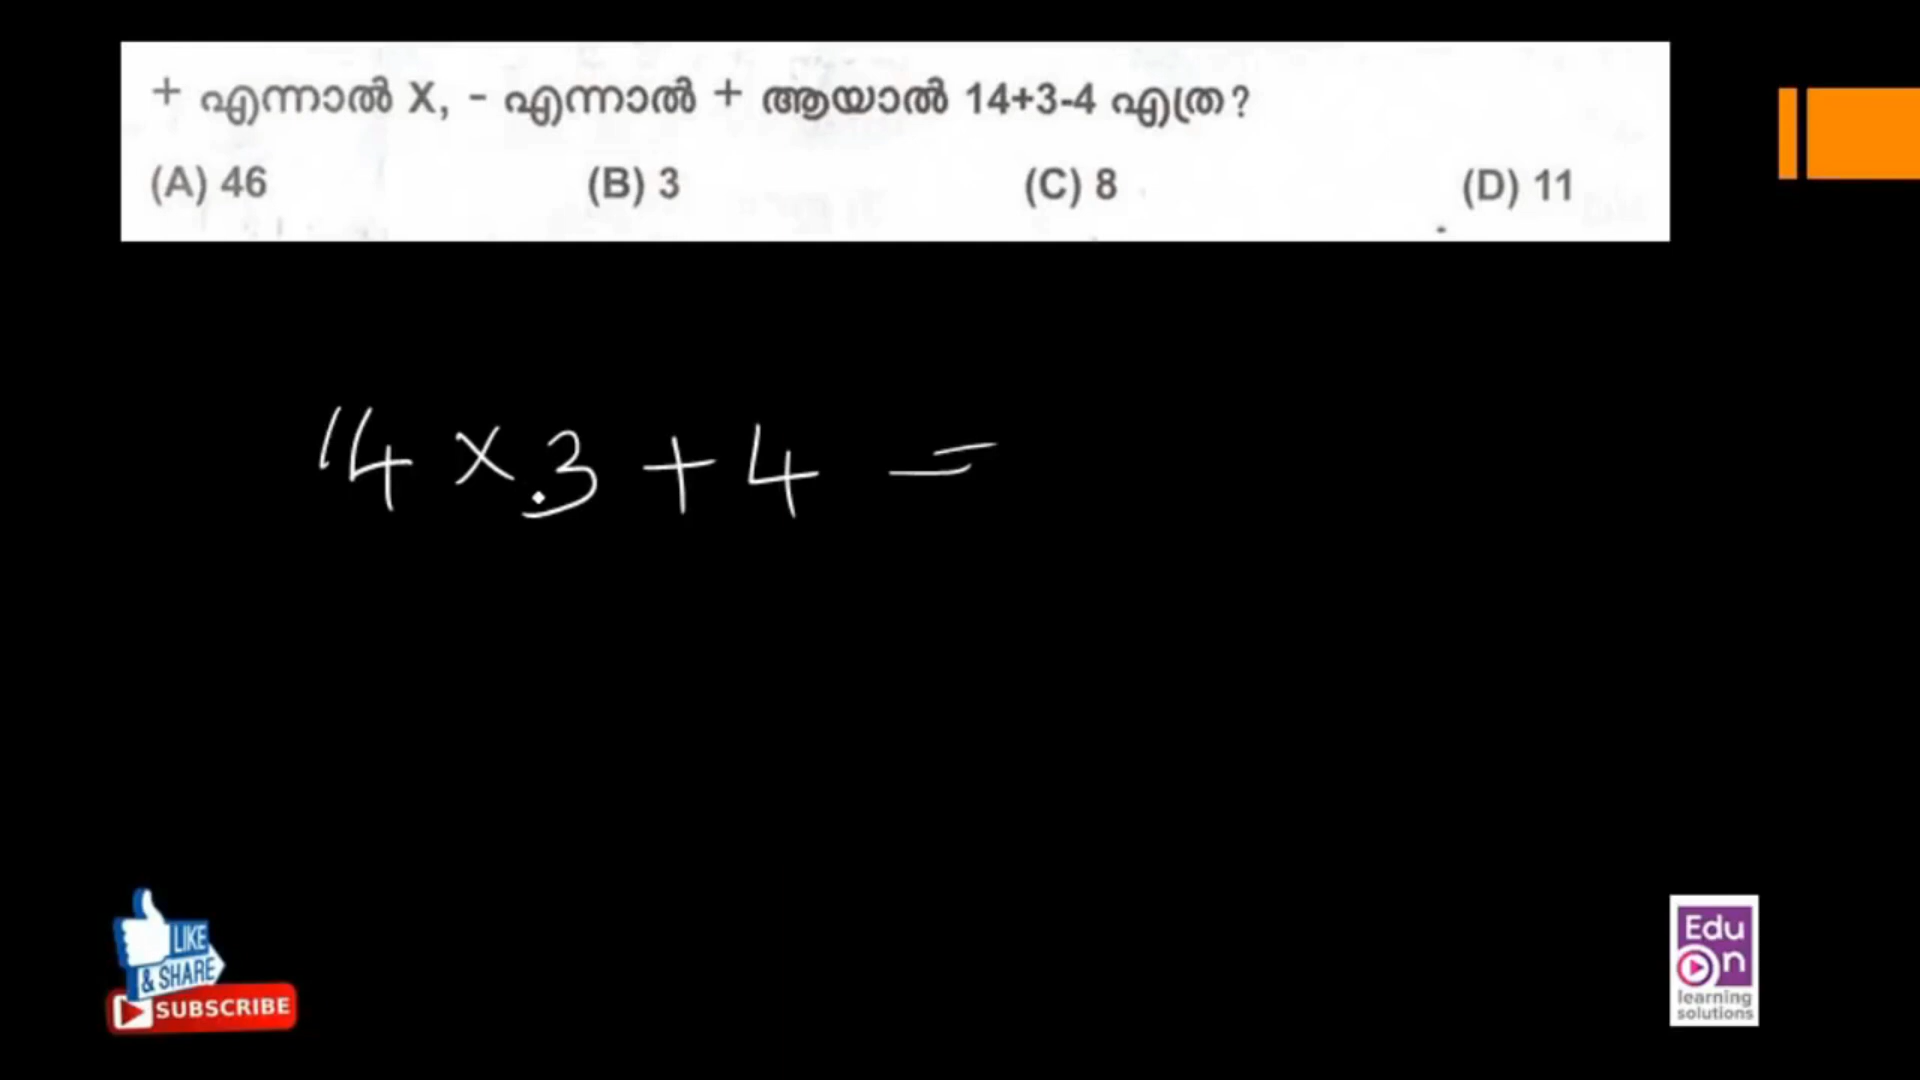 + എന്നാൽ X, - എന്നാൽ + ആയാൽ 14+3-4 എത്ര?
(A) 46 (B) 3 (C) 8 (D) 11
14 × 3 + 4 =
LIKE
& SHARE
SUBSCRIBE
Edu
On
learning
solutions